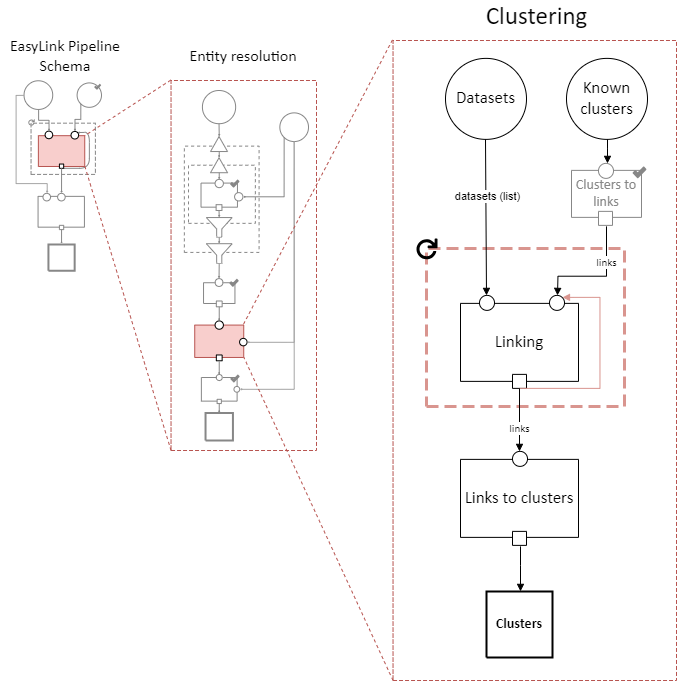 Clustering
EasyLink Pipeline
Schema
Entity resolution
Datasets
Known
clusters
datasets (list)
Clusters to
links
links
Linking
links
Links to clusters
Clusters